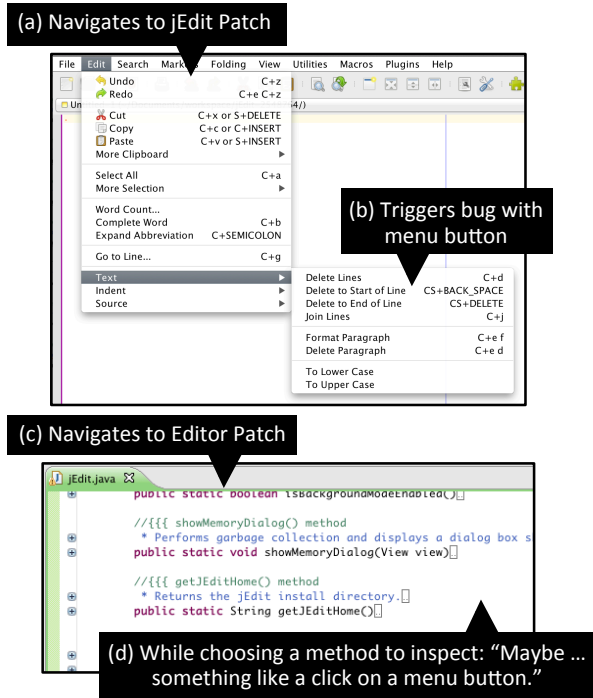 (a) Navigates to jEdit Patch
File Edit Search Markers Folding View Utilities Macros Plugins Help
Undo C+z
Redo C+e C+z
Cut C+x or S+DELETE
Copy C+c or C+INSERT
Paste C+v or S+INSERT
More Clipboard
Select All C+a
More Selection
Word Count...
Complete Word C+b
Expand Abbreviation C+SEMICOLON
Go to Line... C+g
Text
Indent
Source
(b) Triggers bug with
menu button
Delete Lines C+d
Delete to Start of Line CS+BACK_SPACE
Delete to End of Line CS+DELETE
Join Lines C+j
Format Paragraph C+e f
Delete Paragraph C+e d
To Lower Case
To Upper Case
(c) Navigates to Editor Patch
jEdit.java
public static boolean isBackgroundModeEnabled()
//{{{ showMemoryDialog() method
* Performs garbage collection and displays a dialog box
public static void showMemoryDialog(View view)
//{{{ getJEditHome() method
* Returns the jEdit install directory.
public static String getJEditHome()
(d) While choosing a method to inspect: “Maybe ...
something like a click on a menu button.”